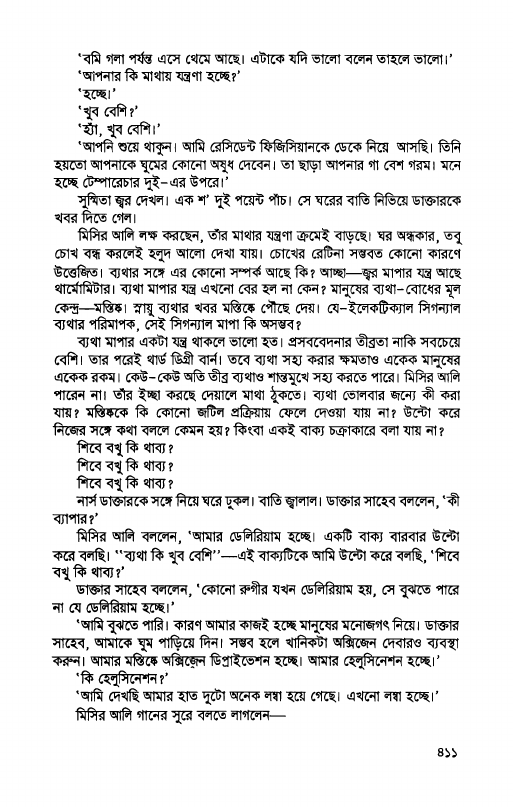 ‘বমি গলা পর্যন্ত এসে থেমে আছে। এটাকে যদি ভালো বলেন তাহলে ভালো।’
‘আপনার কি মাথায় যন্ত্রণা হচ্ছে?’
‘হচ্ছে।’
‘খুব বেশি?’
‘হ্যাঁ, খুব বেশি।’
‘আপনি শুয়ে থাকুন। আমি রেসিডেন্ট ফিজিসিয়ানকে ডেকে নিয়ে আসছি। তিনি
হয়তো আপনাকে ঘুমের কোনো অষুধ দেবেন। তা ছাড়া আপনার গা বেশ গরম। মনে
হচ্ছে টেম্পারেচার দুই-এর উপরে।’
সুস্মিতা জ্বর দেখল। এক শ’ দুই পয়েন্ট পাঁচ। সে ঘরের বাতি নিভিয়ে ডাক্তারকে
খবর দিতে গেল।
মিসির আলি লক্ষ করছেন, তাঁর মাথার যন্ত্রণা ক্রমেই বাড়ছে। ঘর অন্ধকার, তবু
চোখ বন্ধ করলেই হলুদ আলো দেখা যায়। চোখের রেটিনা সম্ভবত কোনো কারণে
উত্তেজিত। ব্যথার সঙ্গে এর কোনো সম্পর্ক আছে কি? আচ্ছা—জ্বর মাপার যন্ত্র আছে
থার্মোমিটার। ব্যথা মাপার যন্ত্র এখনো বের হল না কেন? মানুষের ব্যথা-বোধের মূল
কেন্দ্র—মস্তিষ্ক। স্নায়ু ব্যথার খবর মস্তিষ্কে পৌঁছে দেয়। যে-ইলেকট্রিক্যাল সিগন্যাল
ব্যথার পরিমাপক, সেই সিগন্যাল মাপা কি অসম্ভব?
ব্যথা মাপার একটা যন্ত্র থাকলে ভালো হত। প্রসববেদনার তীব্রতা নাকি সবচেয়ে
বেশি। তার পরেই থার্ড ডিগ্রী বার্ন। তবে ব্যথা সহ্য করার ক্ষমতাও একেক মানুষের
একেক রকম। কেউ-কেউ অতি তীব্র ব্যথাও শান্তমুখে সহ্য করতে পারে। মিসির আলি
পারেন না। তাঁর ইচ্ছা করছে দেয়ালে মাথা ঠুকতে। ব্যথা ভোলবার জন্যে কী করা
যায়? মস্তিষ্ককে কি কোনো জটিল প্রক্রিয়ায় ফেলে দেওয়া যায় না? উল্টো করে
নিজের সঙ্গে কথা বললে কেমন হয়? কিংবা একই বাক্য চক্রাকারে বলা যায় না?
শিবে বখু কি থাব্য?
শিবে বখু কি থাব্য?
শিবে বখু কি থাব্য?
নার্স ডাক্তারকে সঙ্গে নিয়ে ঘরে ঢুকল। বাতি জ্বালাল। ডাক্তার সাহেব বললেন, ‘কী
ব্যাপার?’
মিসির আলি বললেন, ‘আমার ডেলিরিয়াম হচ্ছে। একটি বাক্য বারবার উল্টো
করে বলছি। “ব্যথা কি খুব বেশি”—এই বাক্যটিকে আমি উল্টো করে বলছি, ‘শিবে
বখু কি থাব্য?’
ডাক্তার সাহেব বললেন, ‘কোনো রুগীর যখন ডেলিরিয়াম হয়, সে বুঝতে পারে
না যে ডেলিরিয়াম হচ্ছে।’
‘আমি বুঝতে পারি। কারণ আমার কাজই হচ্ছে মানুষের মনোজগৎ নিয়ে। ডাক্তার
সাহেব, আমাকে ঘুম পাড়িয়ে দিন। সম্ভব হলে খানিকটা অক্সিজেন দেবারও ব্যবস্থা
করুন। আমার মস্তিষ্কে অক্সিজেন ডিপ্রাইভেশন হচ্ছে। আমার হেলুসিনেশন হচ্ছে।’
‘কি হেলুসিনেশন?’
‘আমি দেখছি আমার হাত দুটো অনেক লম্বা হয়ে গেছে। এখনো লম্বা হচ্ছে।’
মিসির আলি গানের সুরে বলতে লাগলেন—
৪১১